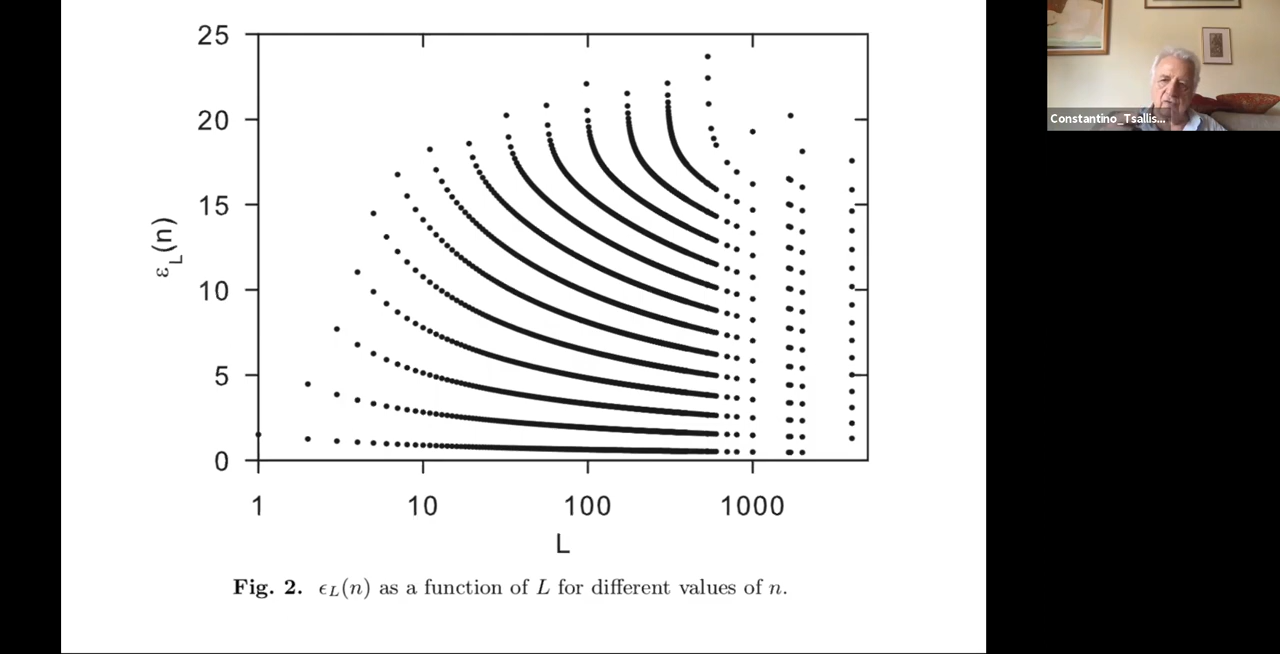 25
20
15
10
5
0
ε_L(n)
1 10 100 1000
L
Fig. 2. ϵ_L(n) as a function of L for different values of n.
Constantino_Tsallis...